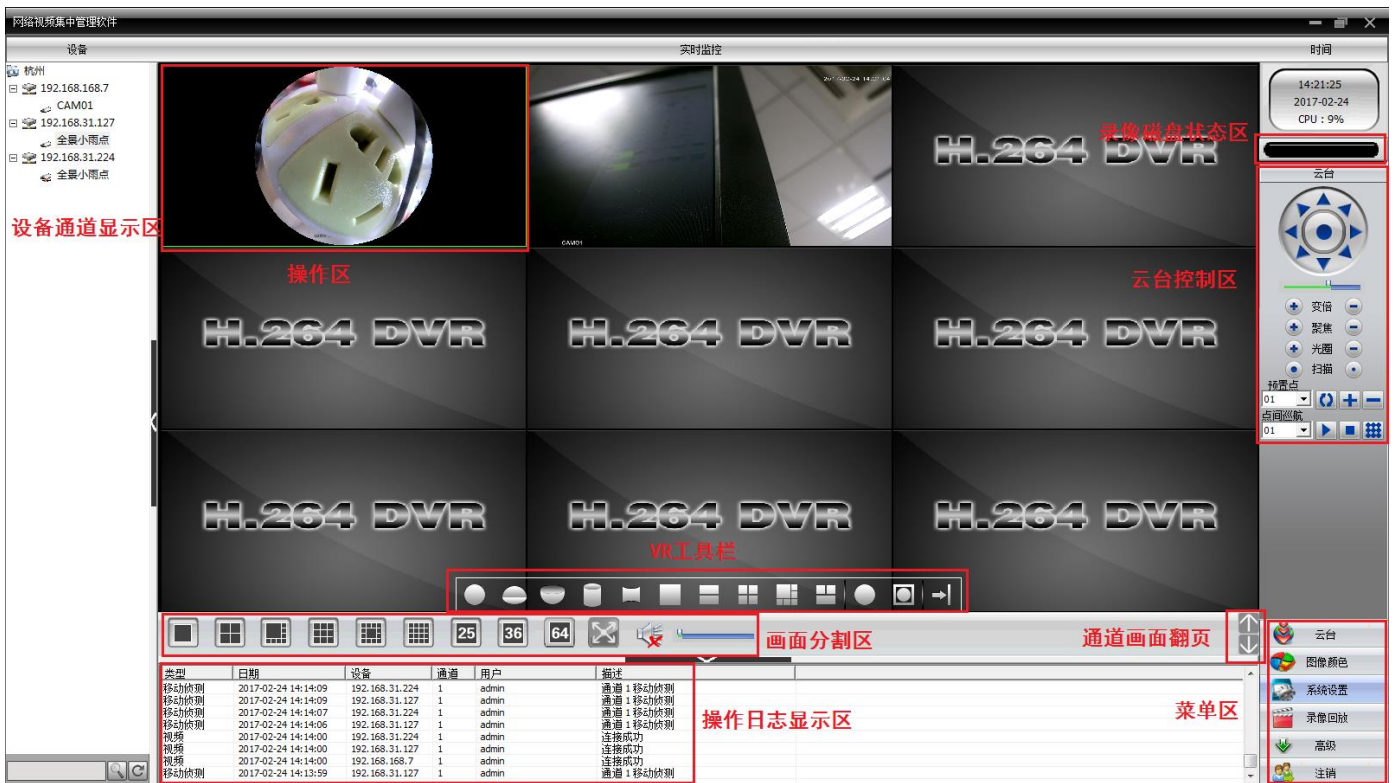 网络视频集中管理软件
设备 实时监控 时间
杭州
192.168.168.7
CAM01
192.168.31.127
全景小雨点
192.168.31.224
全景小雨点
设备通道显示区
CAM01
操作区
H.264 DVR
H.264 DVR
H.264 DVR
H.264 DVR
H.264 DVR
H.264 DVR
H.264 DVR
录像磁盘状态区
云台控制区
14:21:25
2017-02-24
CPU : 9%
云台
变倍
聚焦
光圈
扫描
预置点
01
点间巡航
01
VR工具栏
25 36 64
画面分割区
通道画面翻页
类型 日期 设备 通道 用户 描述
移动侦测 2017-02-24 14:14:09 192.168.31.224 1 admin 通道 1 移动侦测
移动侦测 2017-02-24 14:14:09 192.168.31.127 1 admin 通道 1 移动侦测
移动侦测 2017-02-24 14:14:07 192.168.31.224 1 admin 通道 1 移动侦测
移动侦测 2017-02-24 14:14:06 192.168.31.127 1 admin 通道 1 移动侦测
视频 2017-02-24 14:14:00 192.168.31.224 1 admin 连接成功
视频 2017-02-24 14:14:00 192.168.31.127 1 admin 连接成功
视频 2017-02-24 14:14:00 192.168.168.7 1 admin 连接成功
移动侦测 2017-02-24 14:13:59 192.168.31.127 1 admin 通道 1 移动侦测
操作日志显示区
菜单区
云台
图像颜色
系统设置
录像回放
高级
注销